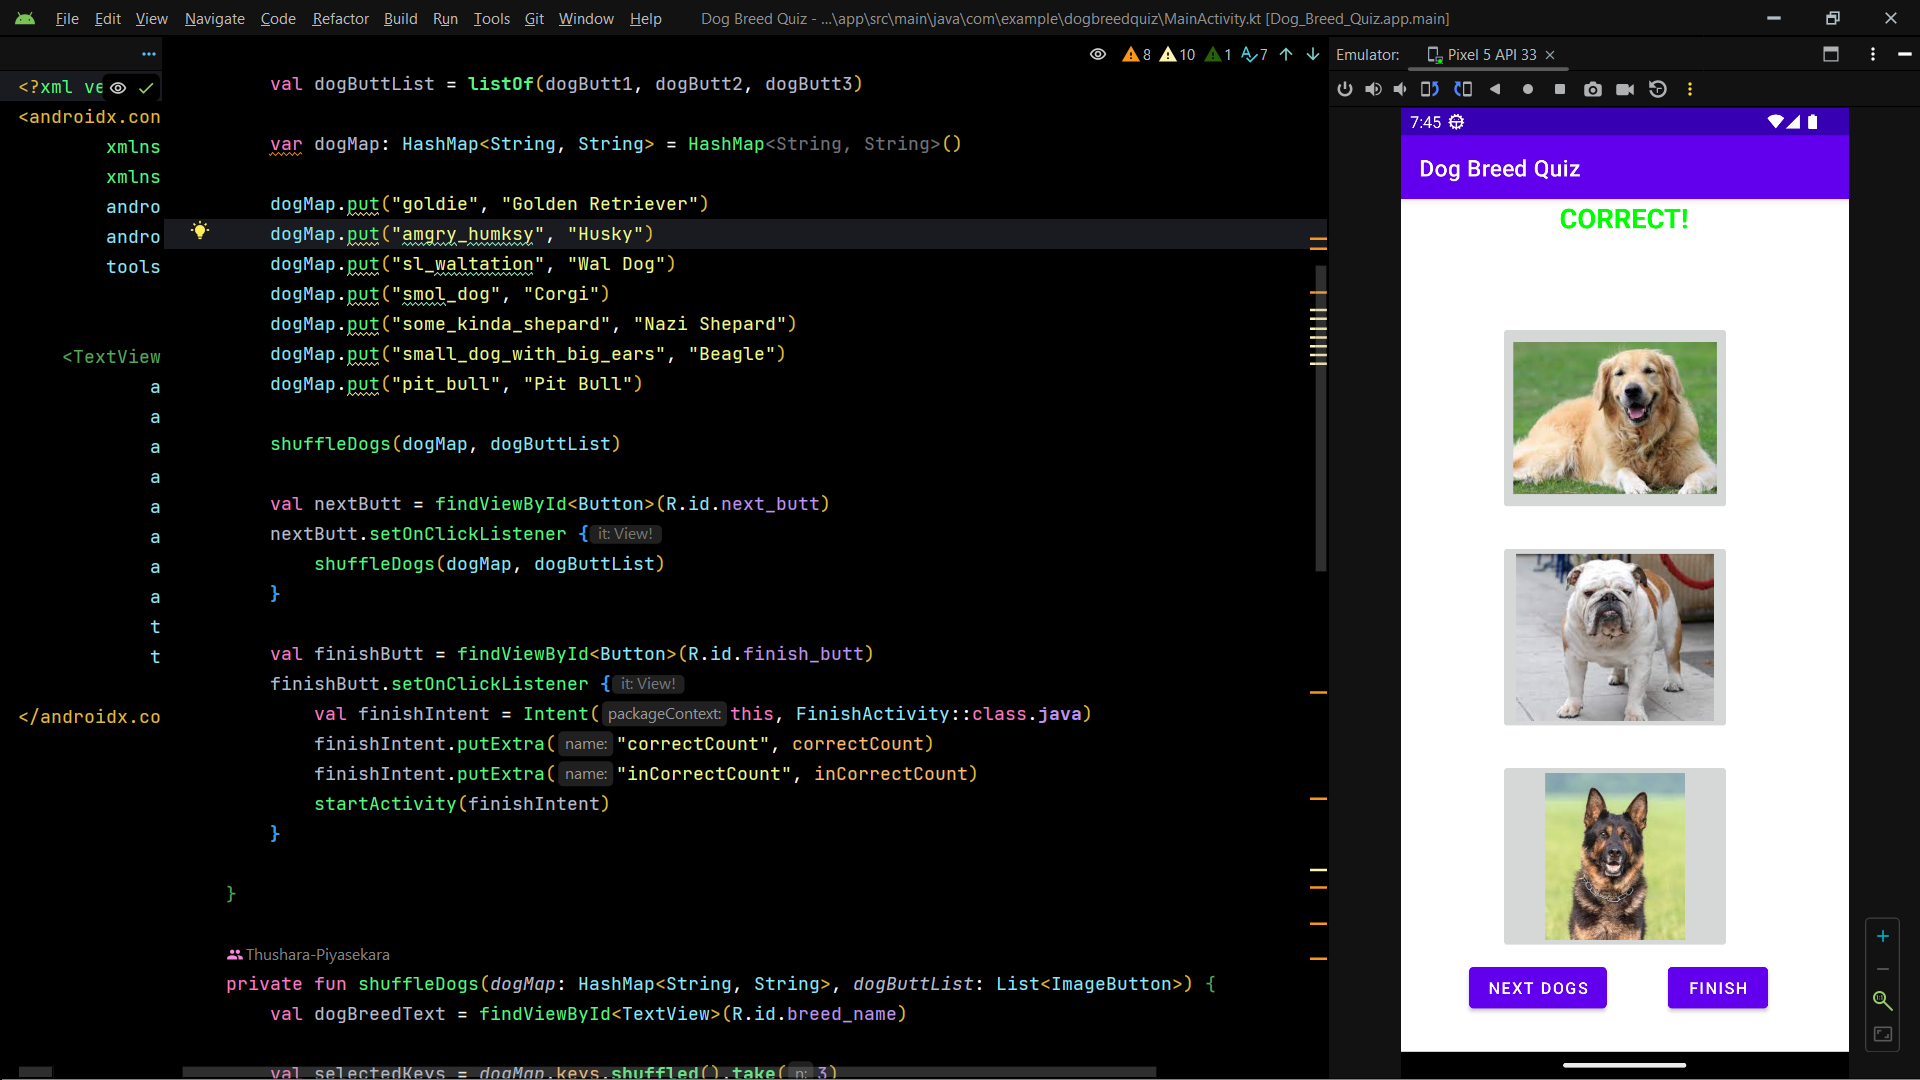 File Edit View Navigate Code Refactor Build Run Tools Git Window Help Dog Breed Quiz - ...\app\src\main\java\com\example\dogbreedquiz\MainActivity.kt [Dog_Breed_Quiz.app.main]
8 10 1 7
Emulator: Pixel 5 API 33
<?xml ve
<androidx.con
xmlns
xmlns
andro
andro
tools
<TextView
a
a
a
a
a
a
a
a
t
t
</androidx.co
val dogButtList = listOf(dogButt1, dogButt2, dogButt3)
var dogMap: HashMap<String, String> = HashMap<String, String>()
dogMap.put("goldie", "Golden Retriever")
dogMap.put("amgry_humksy", "Husky")
dogMap.put("sl_waltation", "Wal Dog")
dogMap.put("smol_dog", "Corgi")
dogMap.put("some_kinda_shepard", "Nazi Shepard")
dogMap.put("small_dog_with_big_ears", "Beagle")
dogMap.put("pit_bull", "Pit Bull")
shuffleDogs(dogMap, dogButtList)
val nextButt = findViewById<Button>(R.id.next_butt)
nextButt.setOnClickListener { it: View!
shuffleDogs(dogMap, dogButtList)
}
val finishButt = findViewById<Button>(R.id.finish_butt)
finishButt.setOnClickListener { it: View!
val finishIntent = Intent( packageContext: this, FinishActivity::class.java)
finishIntent.putExtra( name: "correctCount", correctCount)
finishIntent.putExtra( name: "inCorrectCount", inCorrectCount)
startActivity(finishIntent)
}
}
Thushara-Piyasekara
private fun shuffleDogs(dogMap: HashMap<String, String>, dogButtList: List<ImageButton>) {
val dogBreedText = findViewById<TextView>(R.id.breed_name)
val selectedKeys = dogMap.keys.shuffled().take( n: 3)
7:45
Dog Breed Quiz
CORRECT!
NEXT DOGS
FINISH